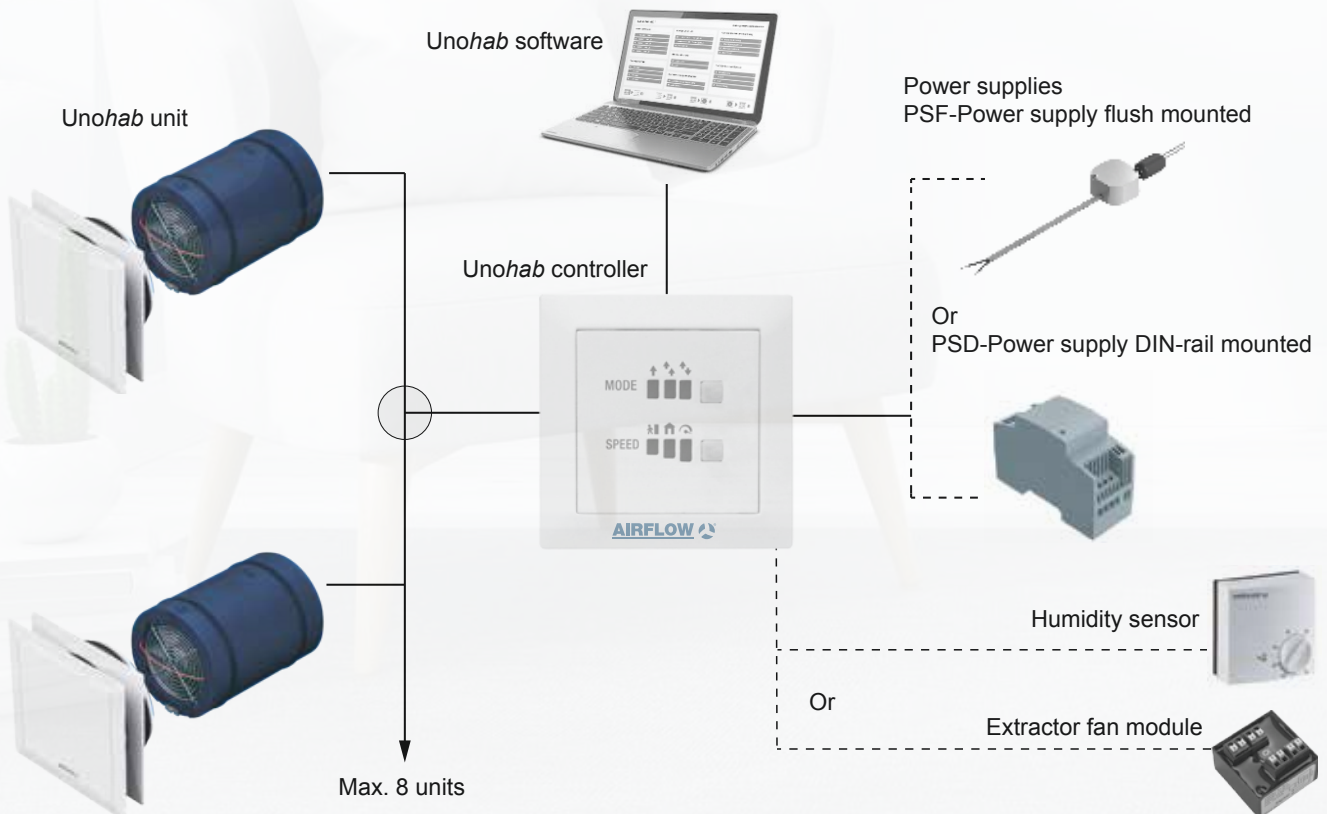 Unohab software
Unohab unit
Power supplies
PSF-Power supply flush mounted
Unohab controller
Or
PSD-Power supply DIN-rail mounted
MODE
SPEED
AIRFLOW
Humidity sensor
Or
Extractor fan module
Max. 8 units